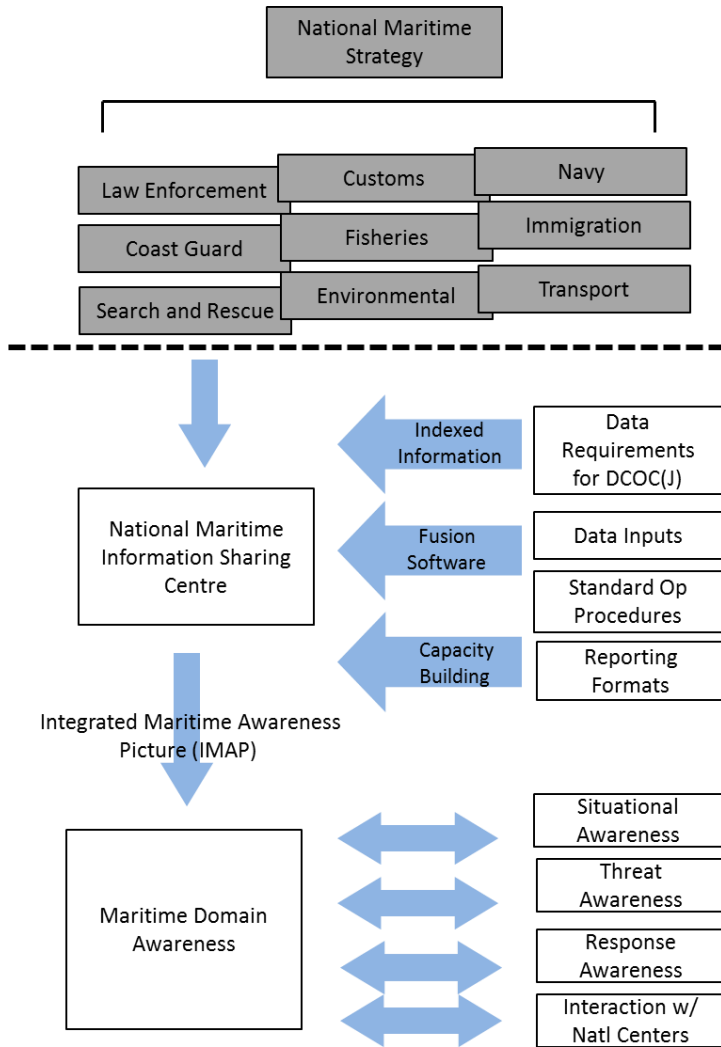 National Maritime
Strategy
Law Enforcement
Customs
Navy
Coast Guard
Fisheries
Immigration
Search and Rescue
Environmental
Transport
Indexed
Information
Data
Requirements
for DCOC(J)
National Maritime
Information Sharing
Centre
Fusion
Software
Data Inputs
Standard Op
Procedures
Capacity
Building
Reporting
Formats
Integrated Maritime Awareness
Picture (IMAP)
Maritime Domain
Awareness
Situational
Awareness
Threat
Awareness
Response
Awareness
Interaction w/
Natl Centers